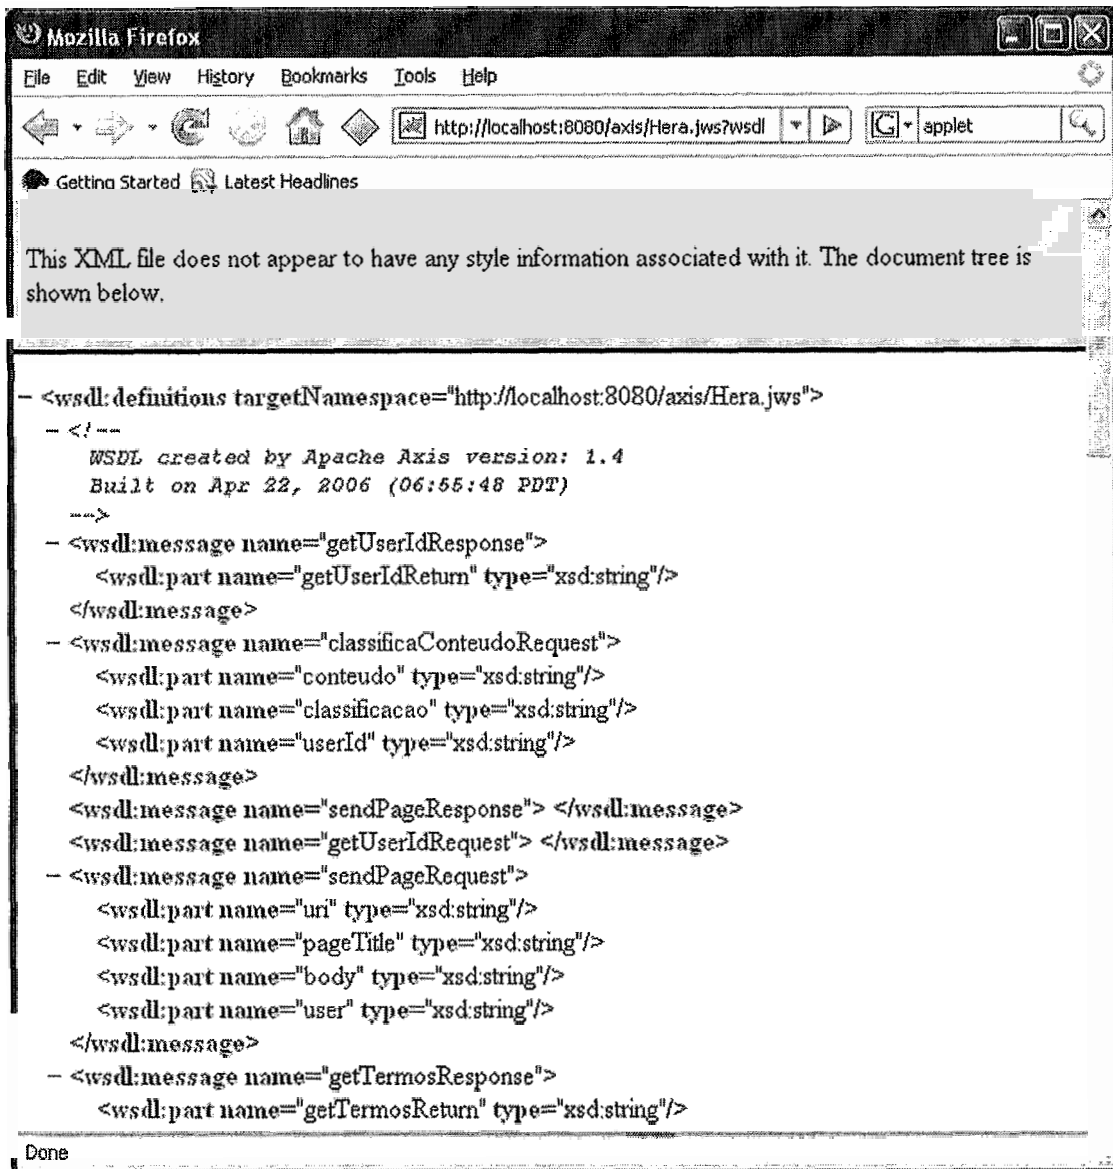 Mozilla Firefox
File Edit View History Bookmarks Tools Help
http://localhost:8080/axis/Hera.jws?wsdl G applet
Getting Started Latest Headlines
This XML file does not appear to have any style information associated with it. The document tree is
shown below.
− <wsdl:definitions targetNamespace="http://localhost:8080/axis/Hera.jws">
− <!--
WSDL created by Apache Axis version: 1.4
Built on Apr 22, 2006 (06:55:48 PDT)
-->
− <wsdl:message name="getUserIdResponse">
<wsdl:part name="getUserIdReturn" type="xsd:string"/>
</wsdl:message>
− <wsdl:message name="classificaConteudoRequest">
<wsdl:part name="conteudo" type="xsd:string"/>
<wsdl:part name="classificacao" type="xsd:string"/>
<wsdl:part name="userId" type="xsd:string"/>
</wsdl:message>
<wsdl:message name="sendPageResponse"> </wsdl:message>
<wsdl:message name="getUserIdRequest"> </wsdl:message>
− <wsdl:message name="sendPageRequest">
<wsdl:part name="uri" type="xsd:string"/>
<wsdl:part name="pageTitle" type="xsd:string"/>
<wsdl:part name="body" type="xsd:string"/>
<wsdl:part name="user" type="xsd:string"/>
</wsdl:message>
− <wsdl:message name="getTermosResponse">
<wsdl:part name="getTermosReturn" type="xsd:string"/>
Done